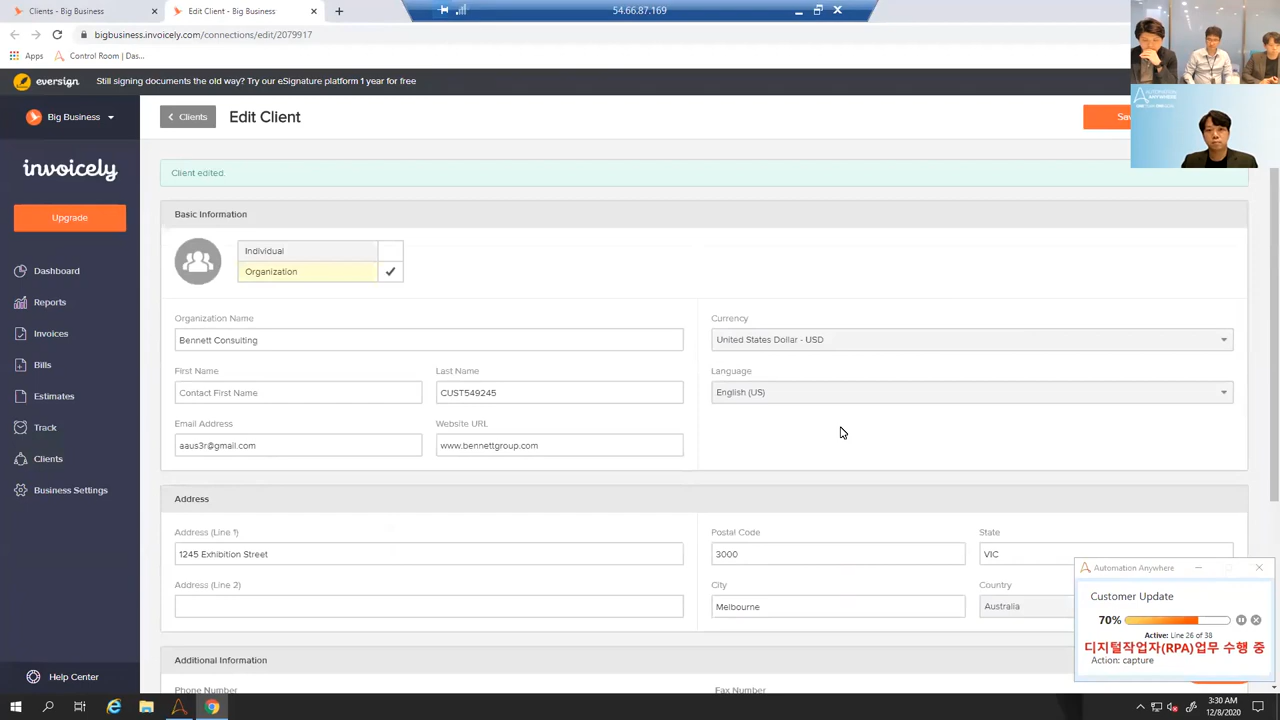 Clients - Big Business
Edit Client - Big Business
54.66.87.169
bigbusiness.invoicely.com/connections/edit/2079917
Apps
Control Room | Das...
eversign
Still signing documents the old way? Try our eSignature platform 1 year for free
Big Business
Clients
Edit Client
AUTOMATION
ANYWHERE
invoicely
Client edited.
Upgrade
Basic Information
Dashboard
Individual
Organization
Reports
Invoices
Organization Name
Currency
Bennett Consulting
United States Dollar - USD
Bills
First Name
Last Name
Language
Estimates
Contact First Name
CUST549245
English (US)
Track
Email Address
Website URL
aaus3r@gmail.com
www.bennettgroup.com
Clients
Business Settings
Address
Address (Line 1)
Postal Code
State
1245 Exhibition Street
3000
VIC
Automation Anywhere
Address (Line 2)
City
Country
Customer Update
Melbourne
Australia
70%
Active: Line 26 of 38
디지털작업자(RPA)업무 수행 중
Action: capture
Additional Information
Help Center
Phone Number
Fax Number
3:30 AM
12/8/2020